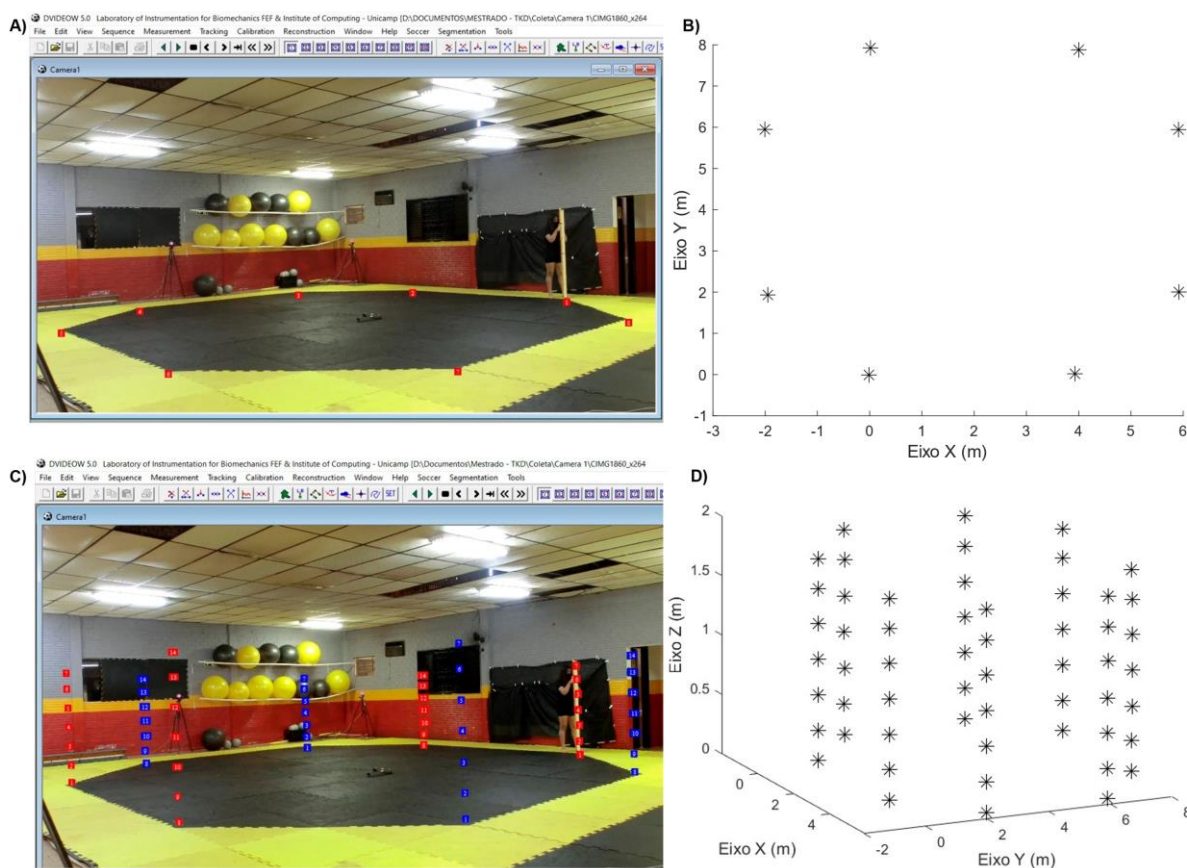 A)
DVIDEOW 5.0 Laboratory of Instrumentation for Biomechanics FEF & Institute of Computing - Unicamp [D:\DOCUMENTOS\MESTRADO - TKD\Coleta\Camera 1\CIMG1860_x264
File Edit View Sequence Measurement Tracking Calibration Reconstruction Window Help Soccer Segmentation Tools
Camera1
B)
8
7
6
5
4
3
2
1
0
-1
-3 -2 -1 0 1 2 3 4 5 6
Eixo Y (m)
Eixo X (m)
C)
DVIDEOW 5.0 Laboratory of Instrumentation for Biomechanics FEF & Institute of Computing - Unicamp [D:\Documentos\Mestrado - TKD\Coleta\Camera 1\CIMG1860_x264
File Edit View Sequence Measurement Tracking Calibration Reconstruction Window Help Soccer Segmentation Tools
SET
Camera1
D)
2
1.5
1
0.5
0
Eixo Z (m)
0
2
4
Eixo X (m)
-2 0 2 4 6 8
Eixo Y (m)